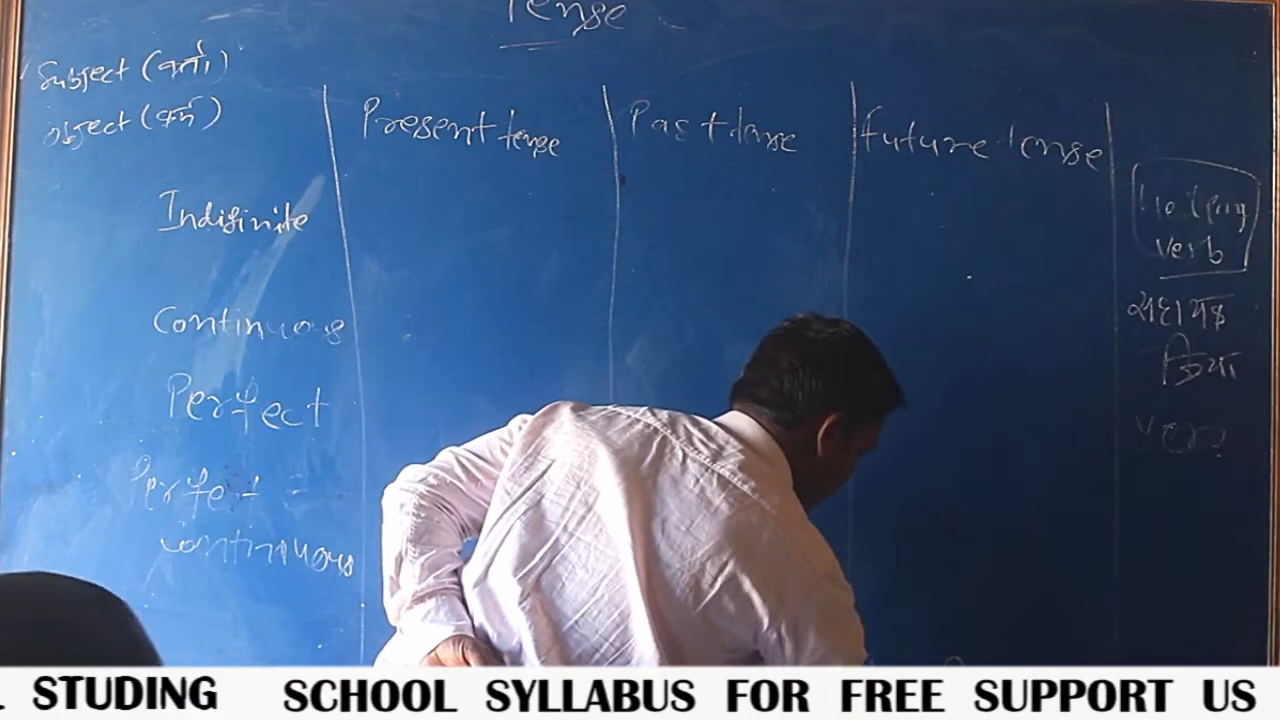 Tense
Subject (कर्ता)
object (कर्म)
Present tense
Past tense
Future tense
Indifinite
Continuous
Perfect
Perfect =
continuous
Helping
verb
सहायक
क्रिया
STUDING SCHOOL SYLLABUS FOR FREE SUPPORT US